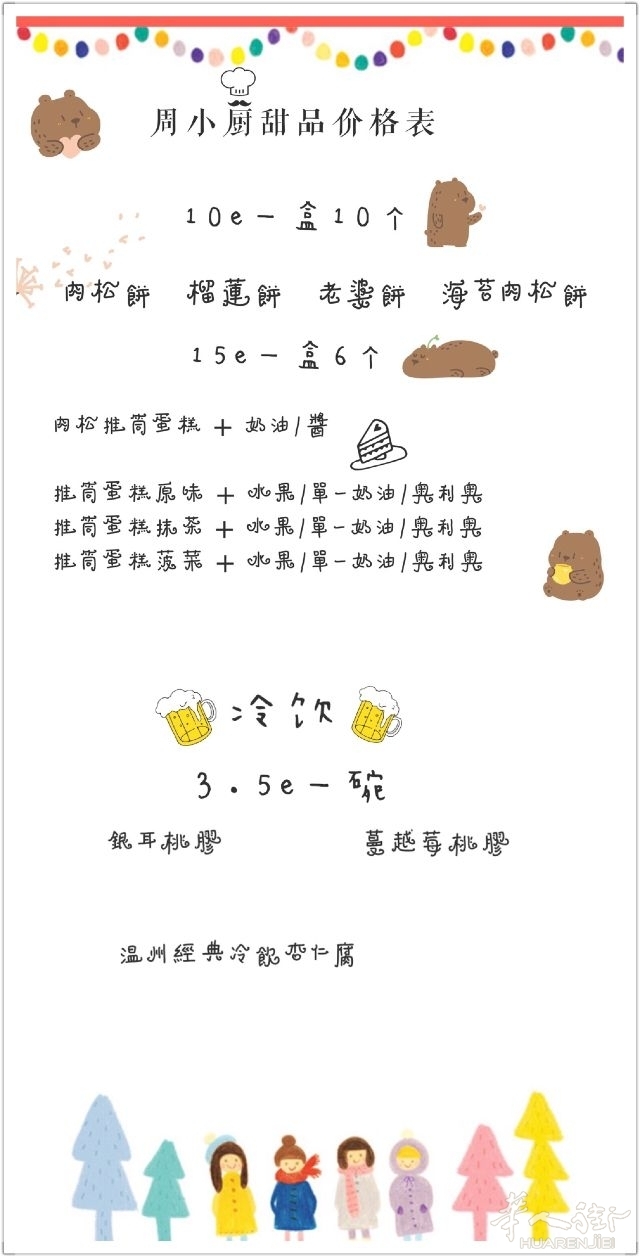 周小厨甜品价格表
10e一盒10个
肉松餅 榴蓮餅 老婆餅 海苔肉松餅
15e一盒6个
肉松推筒蛋糕 + 奶油/醬
推筒蛋糕原味 + 水果/單一奶油/奥利奥
推筒蛋糕抹茶 + 水果/單一奶油/奥利奥
推筒蛋糕菠菜 + 水果/單一奶油/奥利奥
冷饮
3.5e一碗
銀耳桃膠 蔓越莓桃膠
温州經典冷飲杏仁腐
华人街
HUARENJIEI